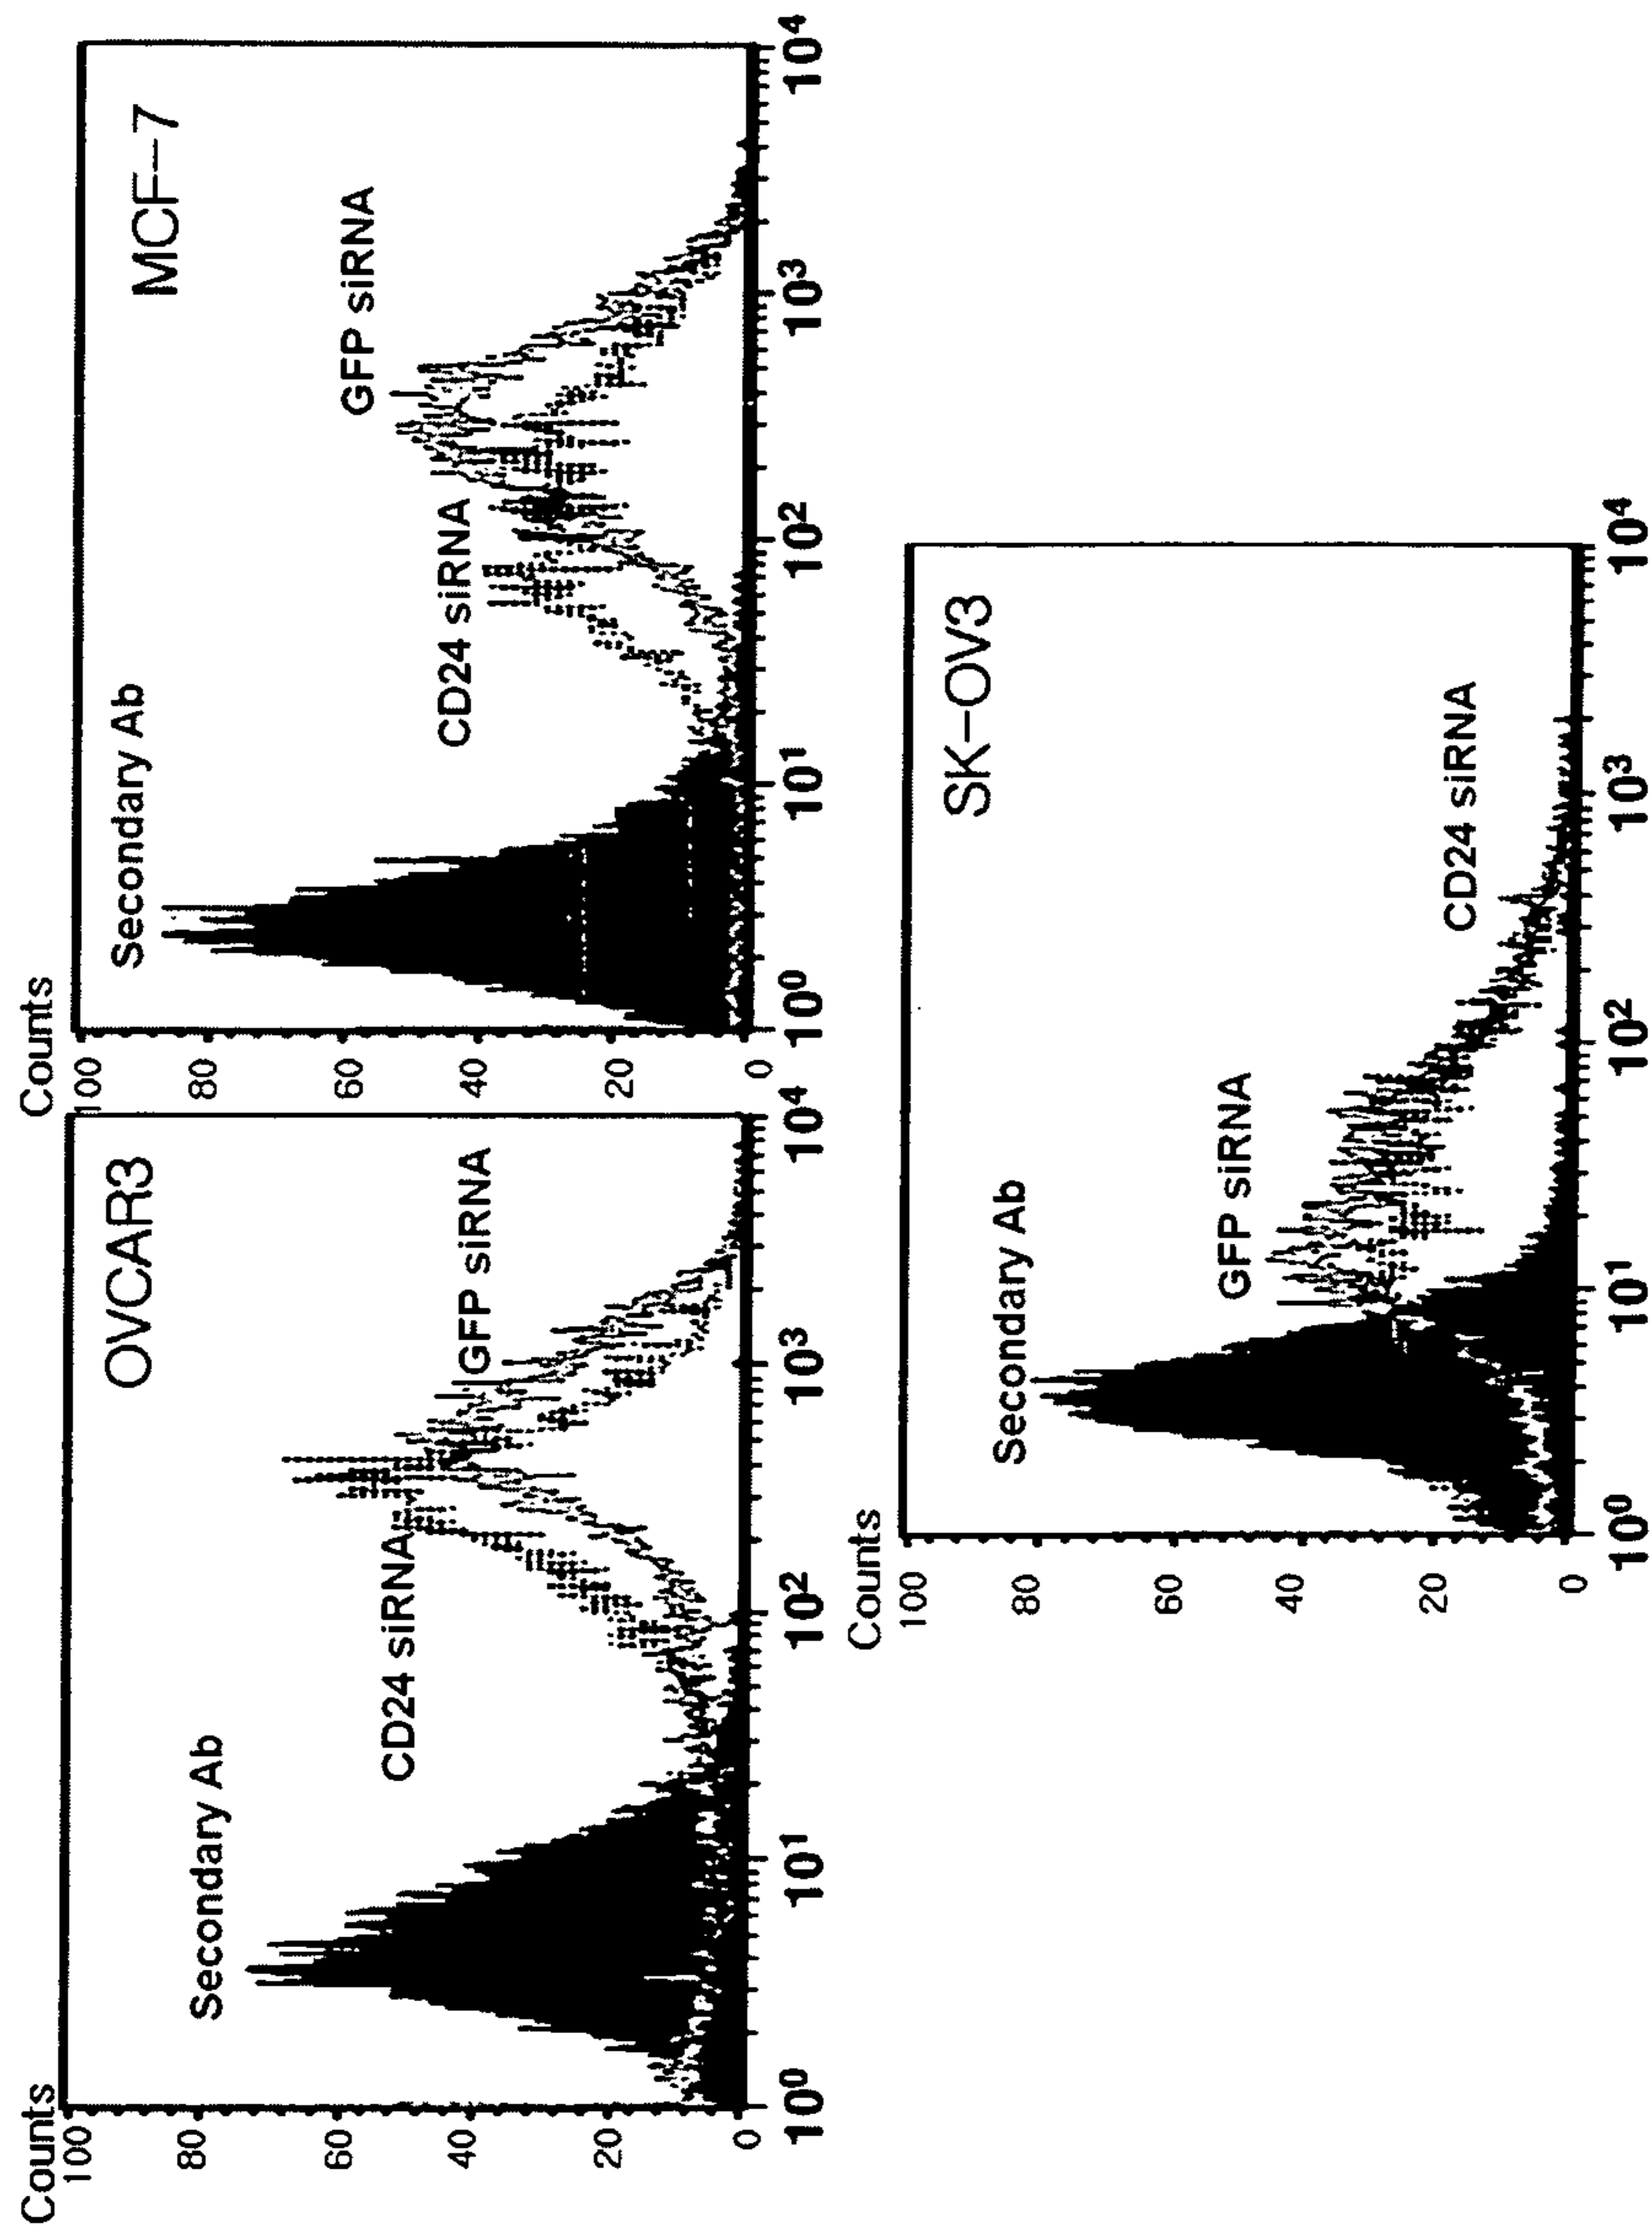 Counts
OVCAR3
100
80
60
40
20
0
Secondary Ab
CD24 siRNA
GFP siRNA
10⁰
10¹
10²
10³
10⁴
Counts
MCF–7
100
80
60
40
20
0
Secondary Ab
CD24 siRNA
GFP siRNA
10⁰
10¹
10²
10³
10⁴
Counts
SK–OV3
100
80
60
40
20
0
Secondary Ab
GFP siRNA
CD24 siRNA
10⁰
10¹
10²
10³
10⁴